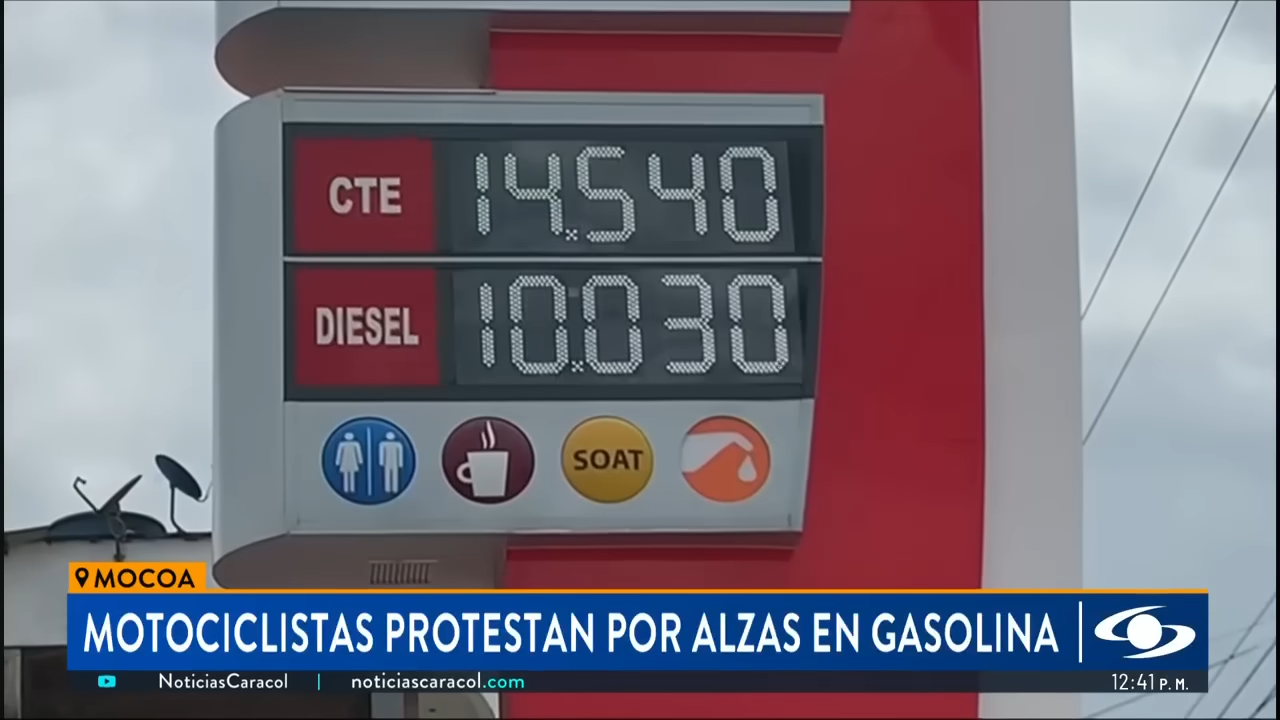 CTE 14.540
DIESEL 10.030
SOAT
MOCOA
MOTOCICLISTAS PROTESTAN POR ALZAS EN GASOLINA
NoticiasCaracol | noticiascaracol.com 12:41 P.M.